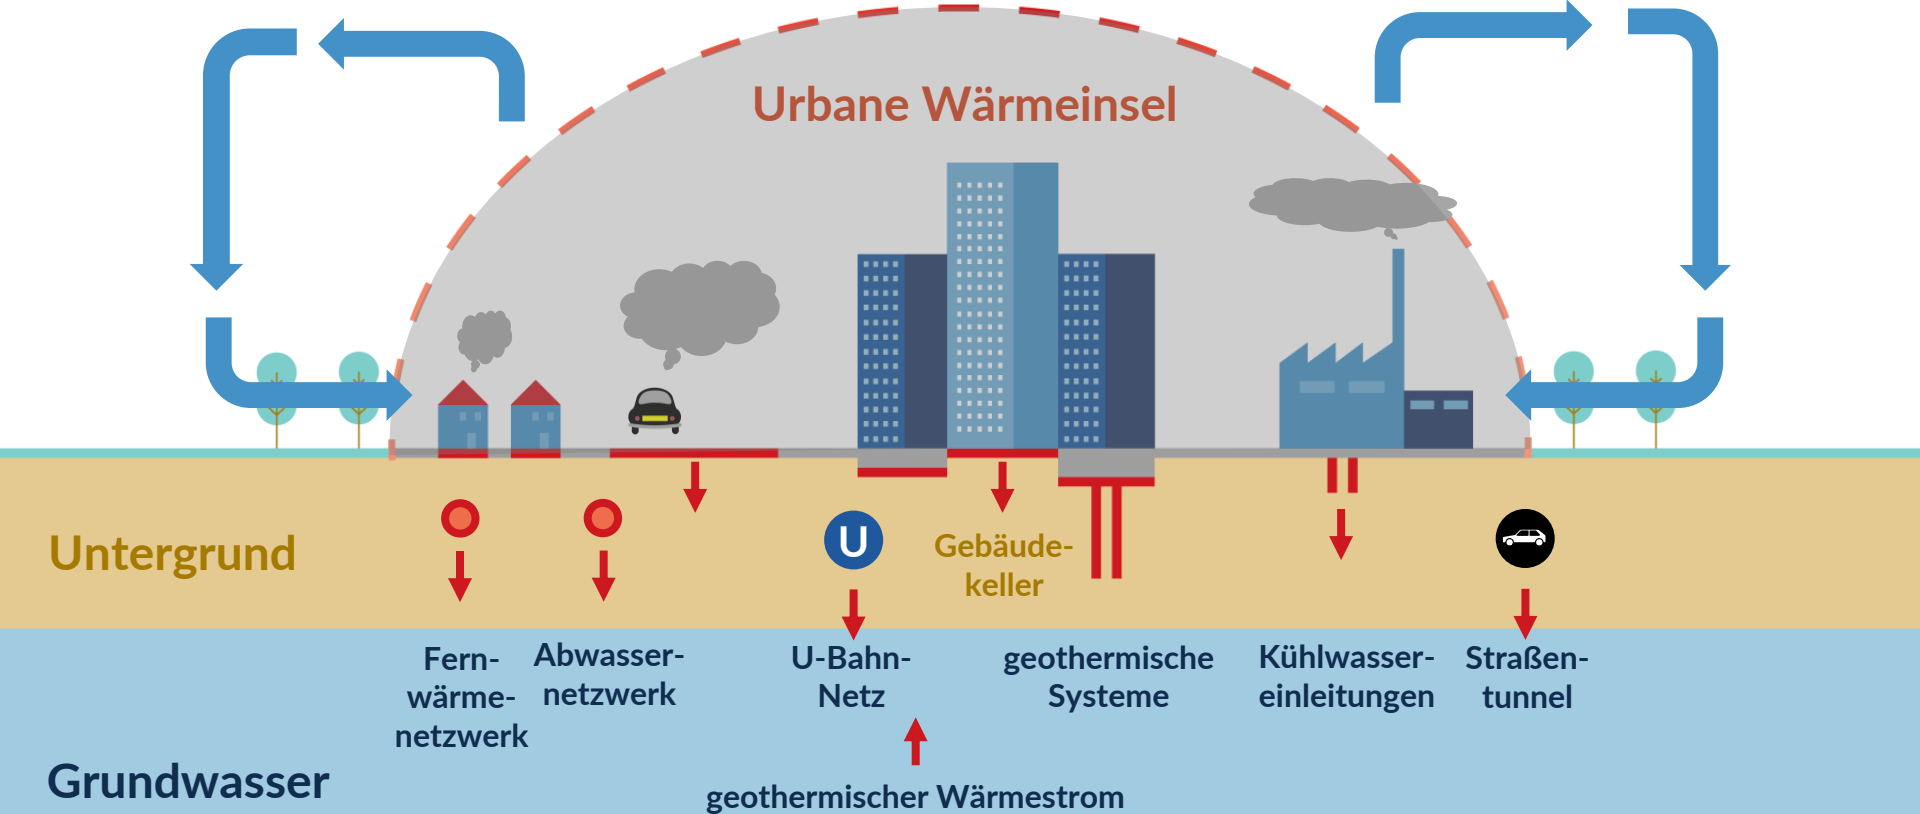 Urbane Wärmeinsel
Untergrund
U
Gebäude-
keller
Fern-
wärme-
netzwerk
Abwasser-
netzwerk
U-Bahn-
Netz
geothermische
Systeme
Kühlwasser-
einleitungen
Straßen-
tunnel
Grundwasser
geothermischer Wärmestrom